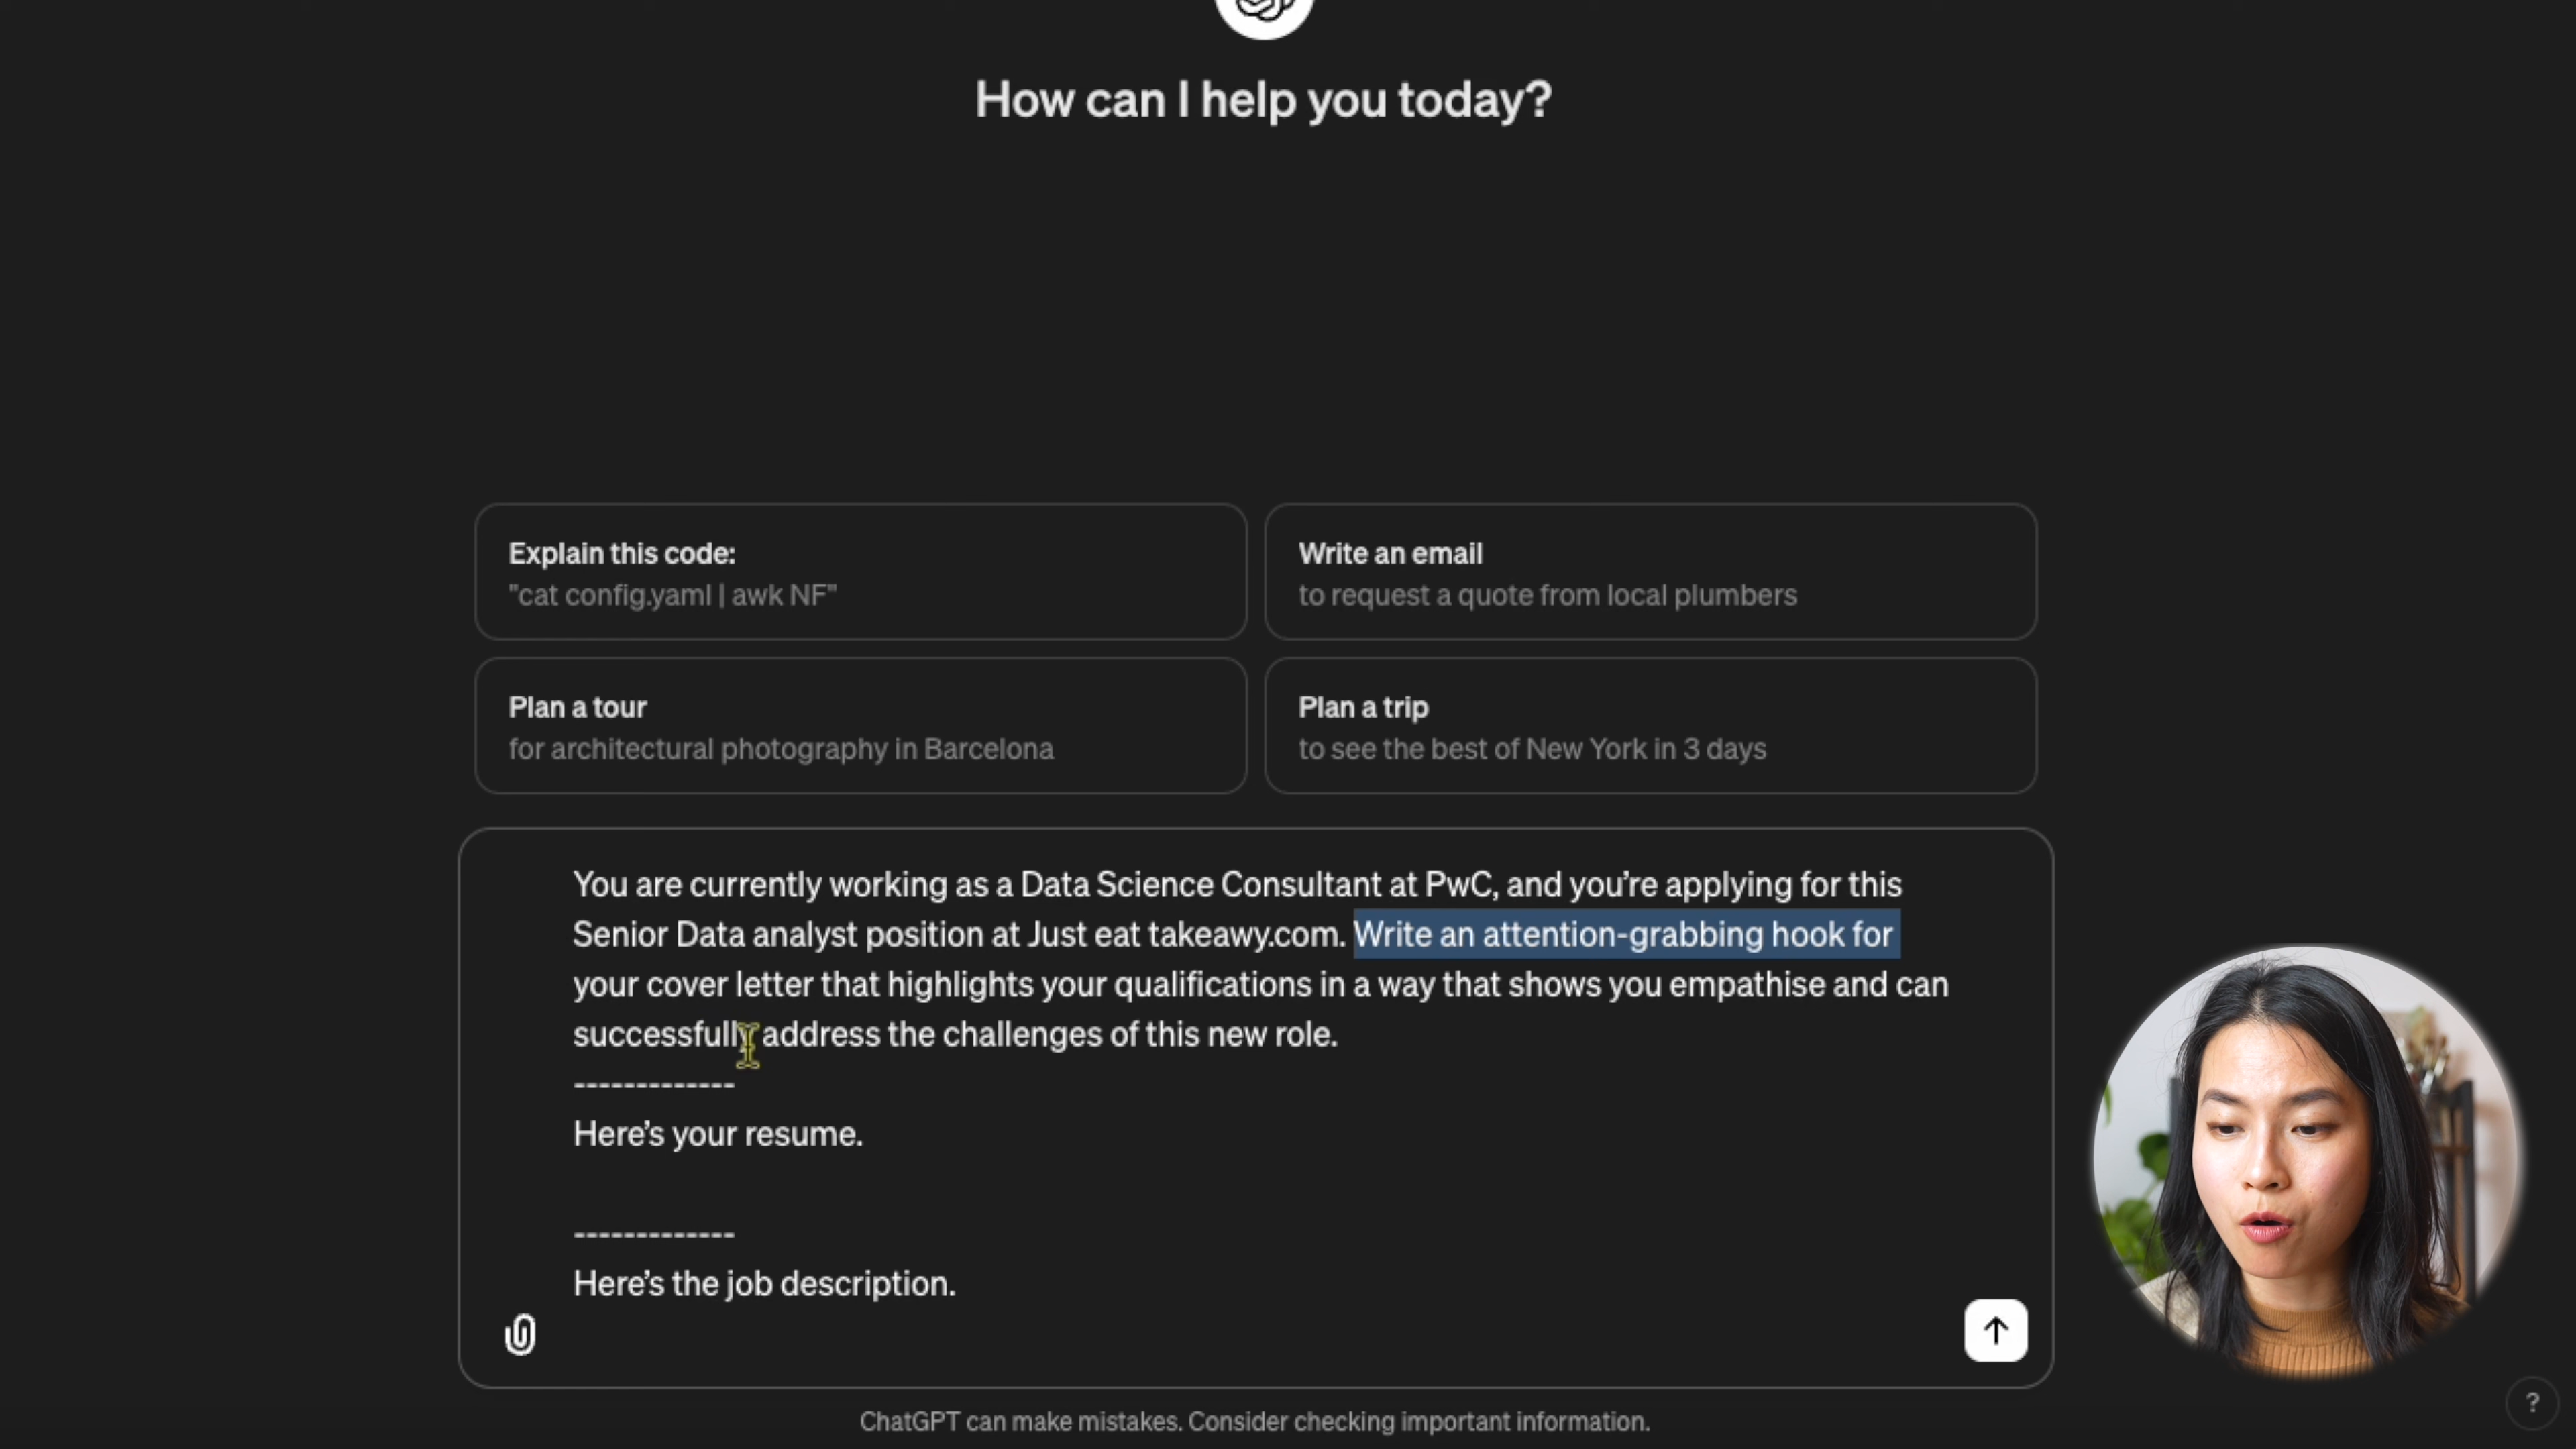 How can I help you today?
Explain this code:
"cat config.yaml | awk NF"
Write an email
to request a quote from local plumbers
Plan a tour
for architectural photography in Barcelona
Plan a trip
to see the best of New York in 3 days
You are currently working as a Data Science Consultant at PwC, and you’re applying for this
Senior Data analyst position at Just eat takeawy.com. Write an attention-grabbing hook for
your cover letter that highlights your qualifications in a way that shows you empathise and can
successfully address the challenges of this new role.
-------------
Here’s your resume.
-------------
Here’s the job description.
ChatGPT can make mistakes. Consider checking important information.
?